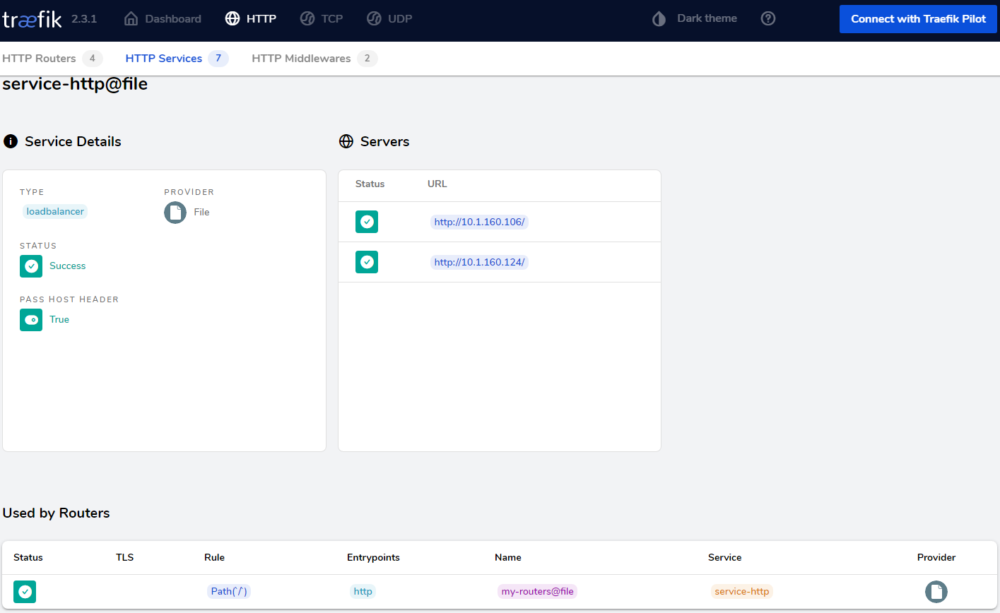 træfik 2.3.1 Dashboard HTTP TCP UDP Dark theme Connect with Traefik Pilot
HTTP Routers 4 HTTP Services 7 HTTP Middlewares 2
service-http@file
Service Details
TYPE PROVIDER
loadbalancer File
STATUS
Success
PASS HOST HEADER
True
Servers
Status URL
http://10.1.160.106/
http://10.1.160.124/
Used by Routers
Status TLS Rule Entrypoints Name Service Provider
Path(`/`) http my-routers@file service-http